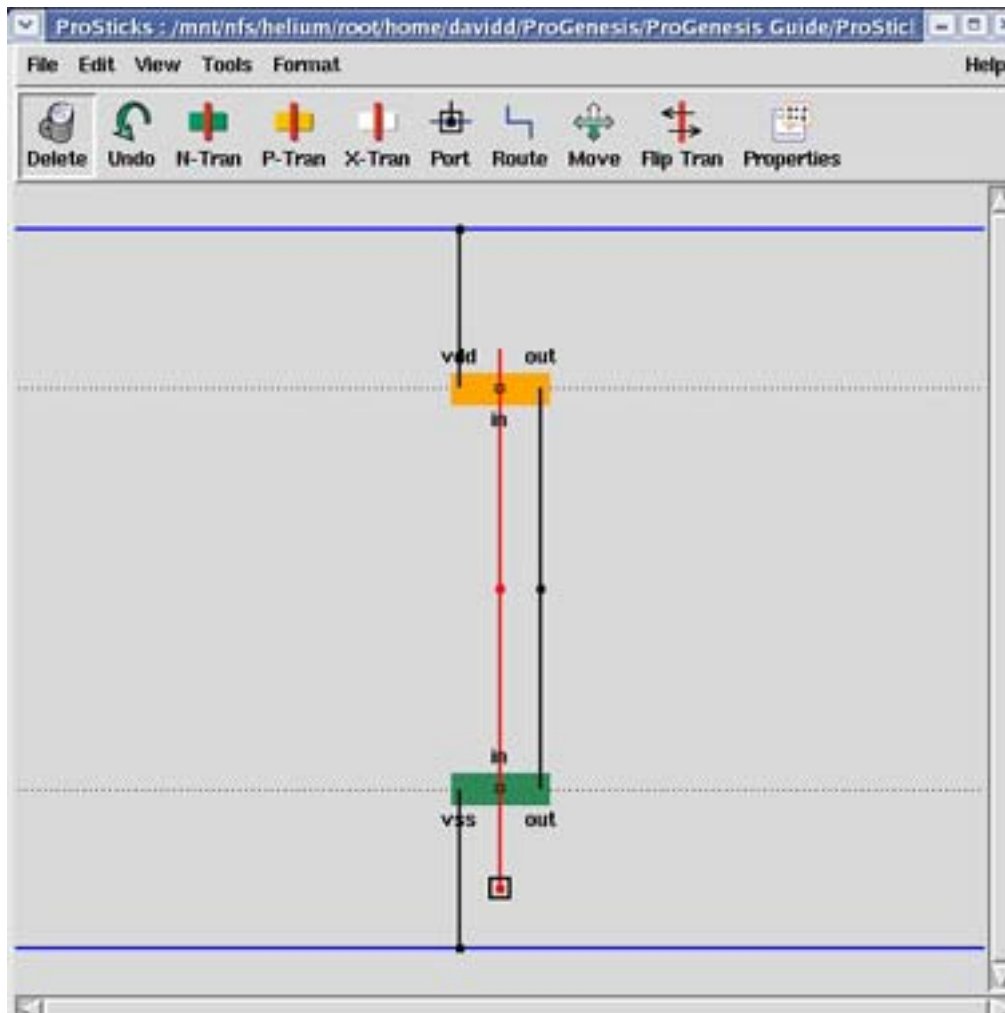 ProSticks : /mnt/nfs/helium/root/home/davidd/ProGenesis/ProGenesis Guide/ProSticl
File Edit View Tools Format Help
Delete Undo N-Tran P-Tran X-Tran Port Route Move Flip Tran Properties
vdd out
in
in
vss out